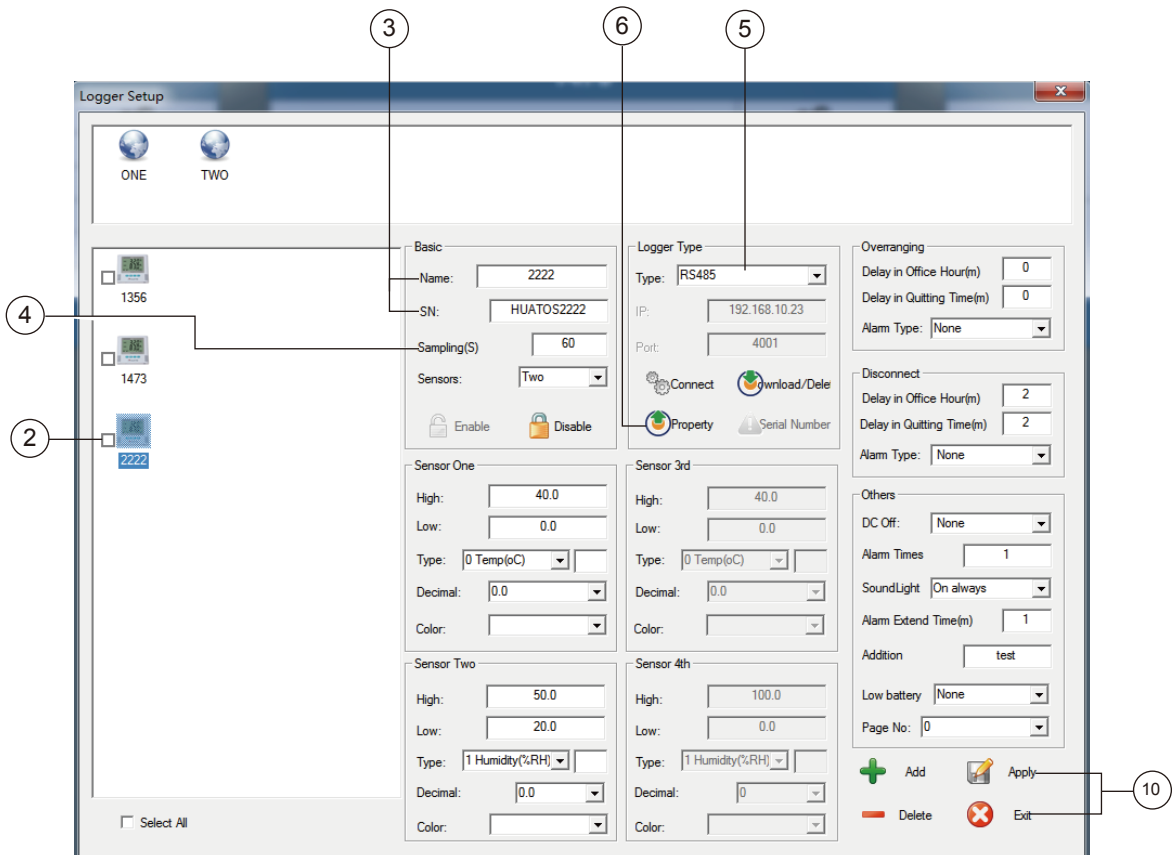 3
6
5
Logger Setup
ONE
TWO
1356
4
1473
2
2222
Select All
Basic
Name: 2222
SN: HUATOS2222
Sampling(S) 60
Sensors: Two
Enable Disable
Logger Type
Type: RS485
IP: 192.168.10.23
Port: 4001
Connect ownload/Dele
Property Serial Number
Overranging
Delay in Office Hour(m) 0
Delay in Quitting Time(m) 0
Alarm Type: None
Disconnect
Delay in Office Hour(m) 2
Delay in Quitting Time(m) 2
Alarm Type: None
Sensor One
High: 40.0
Low: 0.0
Type: 0 Temp(oC)
Decimal: 0.0
Color:
Sensor 3rd
High: 40.0
Low: 0.0
Type: 0 Temp(oC)
Decimal: 0.0
Color:
Others
DC Off: None
Alarm Times 1
SoundLight On always
Alarm Extend Time(m) 1
Addition test
Low battery None
Page No: 0
Sensor Two
High: 50.0
Low: 20.0
Type: 1 Humidity(%RH)
Decimal: 0.0
Color:
Sensor 4th
High: 100.0
Low: 0.0
Type: 1 Humidity(%RH)
Decimal: 0
Color:
Add Apply
Delete Exit
10